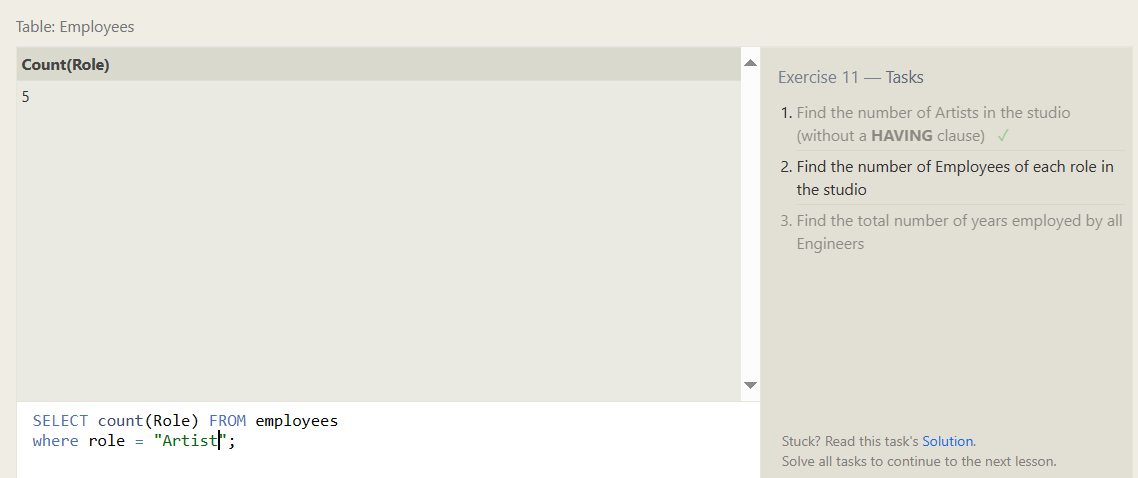 Table: Employees
Count(Role)
5
SELECT count(Role) FROM employees
where role = "Artist";
Exercise 11 — Tasks
1. Find the number of Artists in the studio
(without a HAVING clause) ✓
2. Find the number of Employees of each role in
the studio
3. Find the total number of years employed by all
Engineers
Stuck? Read this task's Solution.
Solve all tasks to continue to the next lesson.